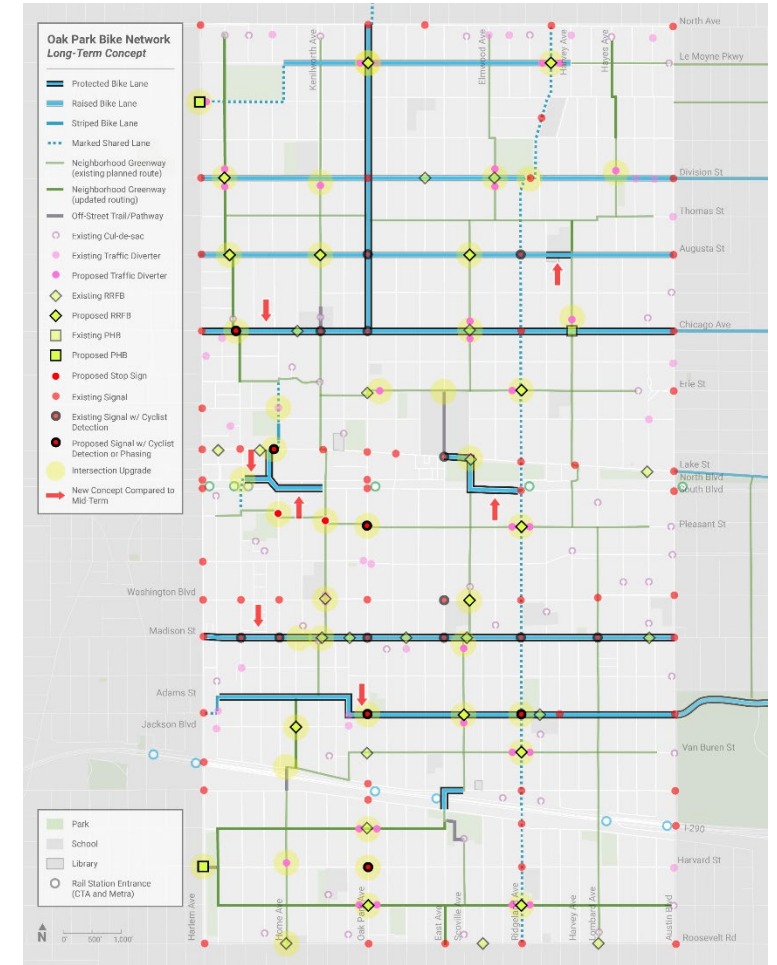 Oak Park Bike Network
Long-Term Concept
Protected Bike Lane
Raised Bike Lane
Striped Bike Lane
Marked Shared Lane
Neighborhood Greenway
(existing planned route)
Neighborhood Greenway
(updated routing)
Off-Street Trail/Pathway
Existing Cul-de-sac
Existing Traffic Diverter
Proposed Traffic Diverter
Existing RRFB
Proposed RRFB
Existing PHB
Proposed PHB
Proposed Stop Sign
Existing Signal
Existing Signal w/ Cyclist
Detection
Proposed Signal w/ Cyclist
Detection or Phasing
Intersection Upgrade
New Concept Compared to
Mid-Term
Kenilworth Ave
Elmwood Ave
Harvey Ave
Hayes Ave
North Ave
Le Moyne Pkwy
Division St
Thomas St
Augusta St
Chicago Ave
Erie St
Lake St
North Blvd
South Blvd
Pleasant St
Washington Blvd
Madison St
Adams St
Jackson Blvd
Van Buren St
I-290
Harvard St
Roosevelt Rd
Park
School
Library
Rail Station Entrance
(CTA and Metra)
N
0'
500'
1,000'
Harlem Ave
Home Ave
Oak Park Ave
East Ave
Scoville Ave
Ridgeland Ave
Harvey Ave
Lombard Ave
Austin Blvd